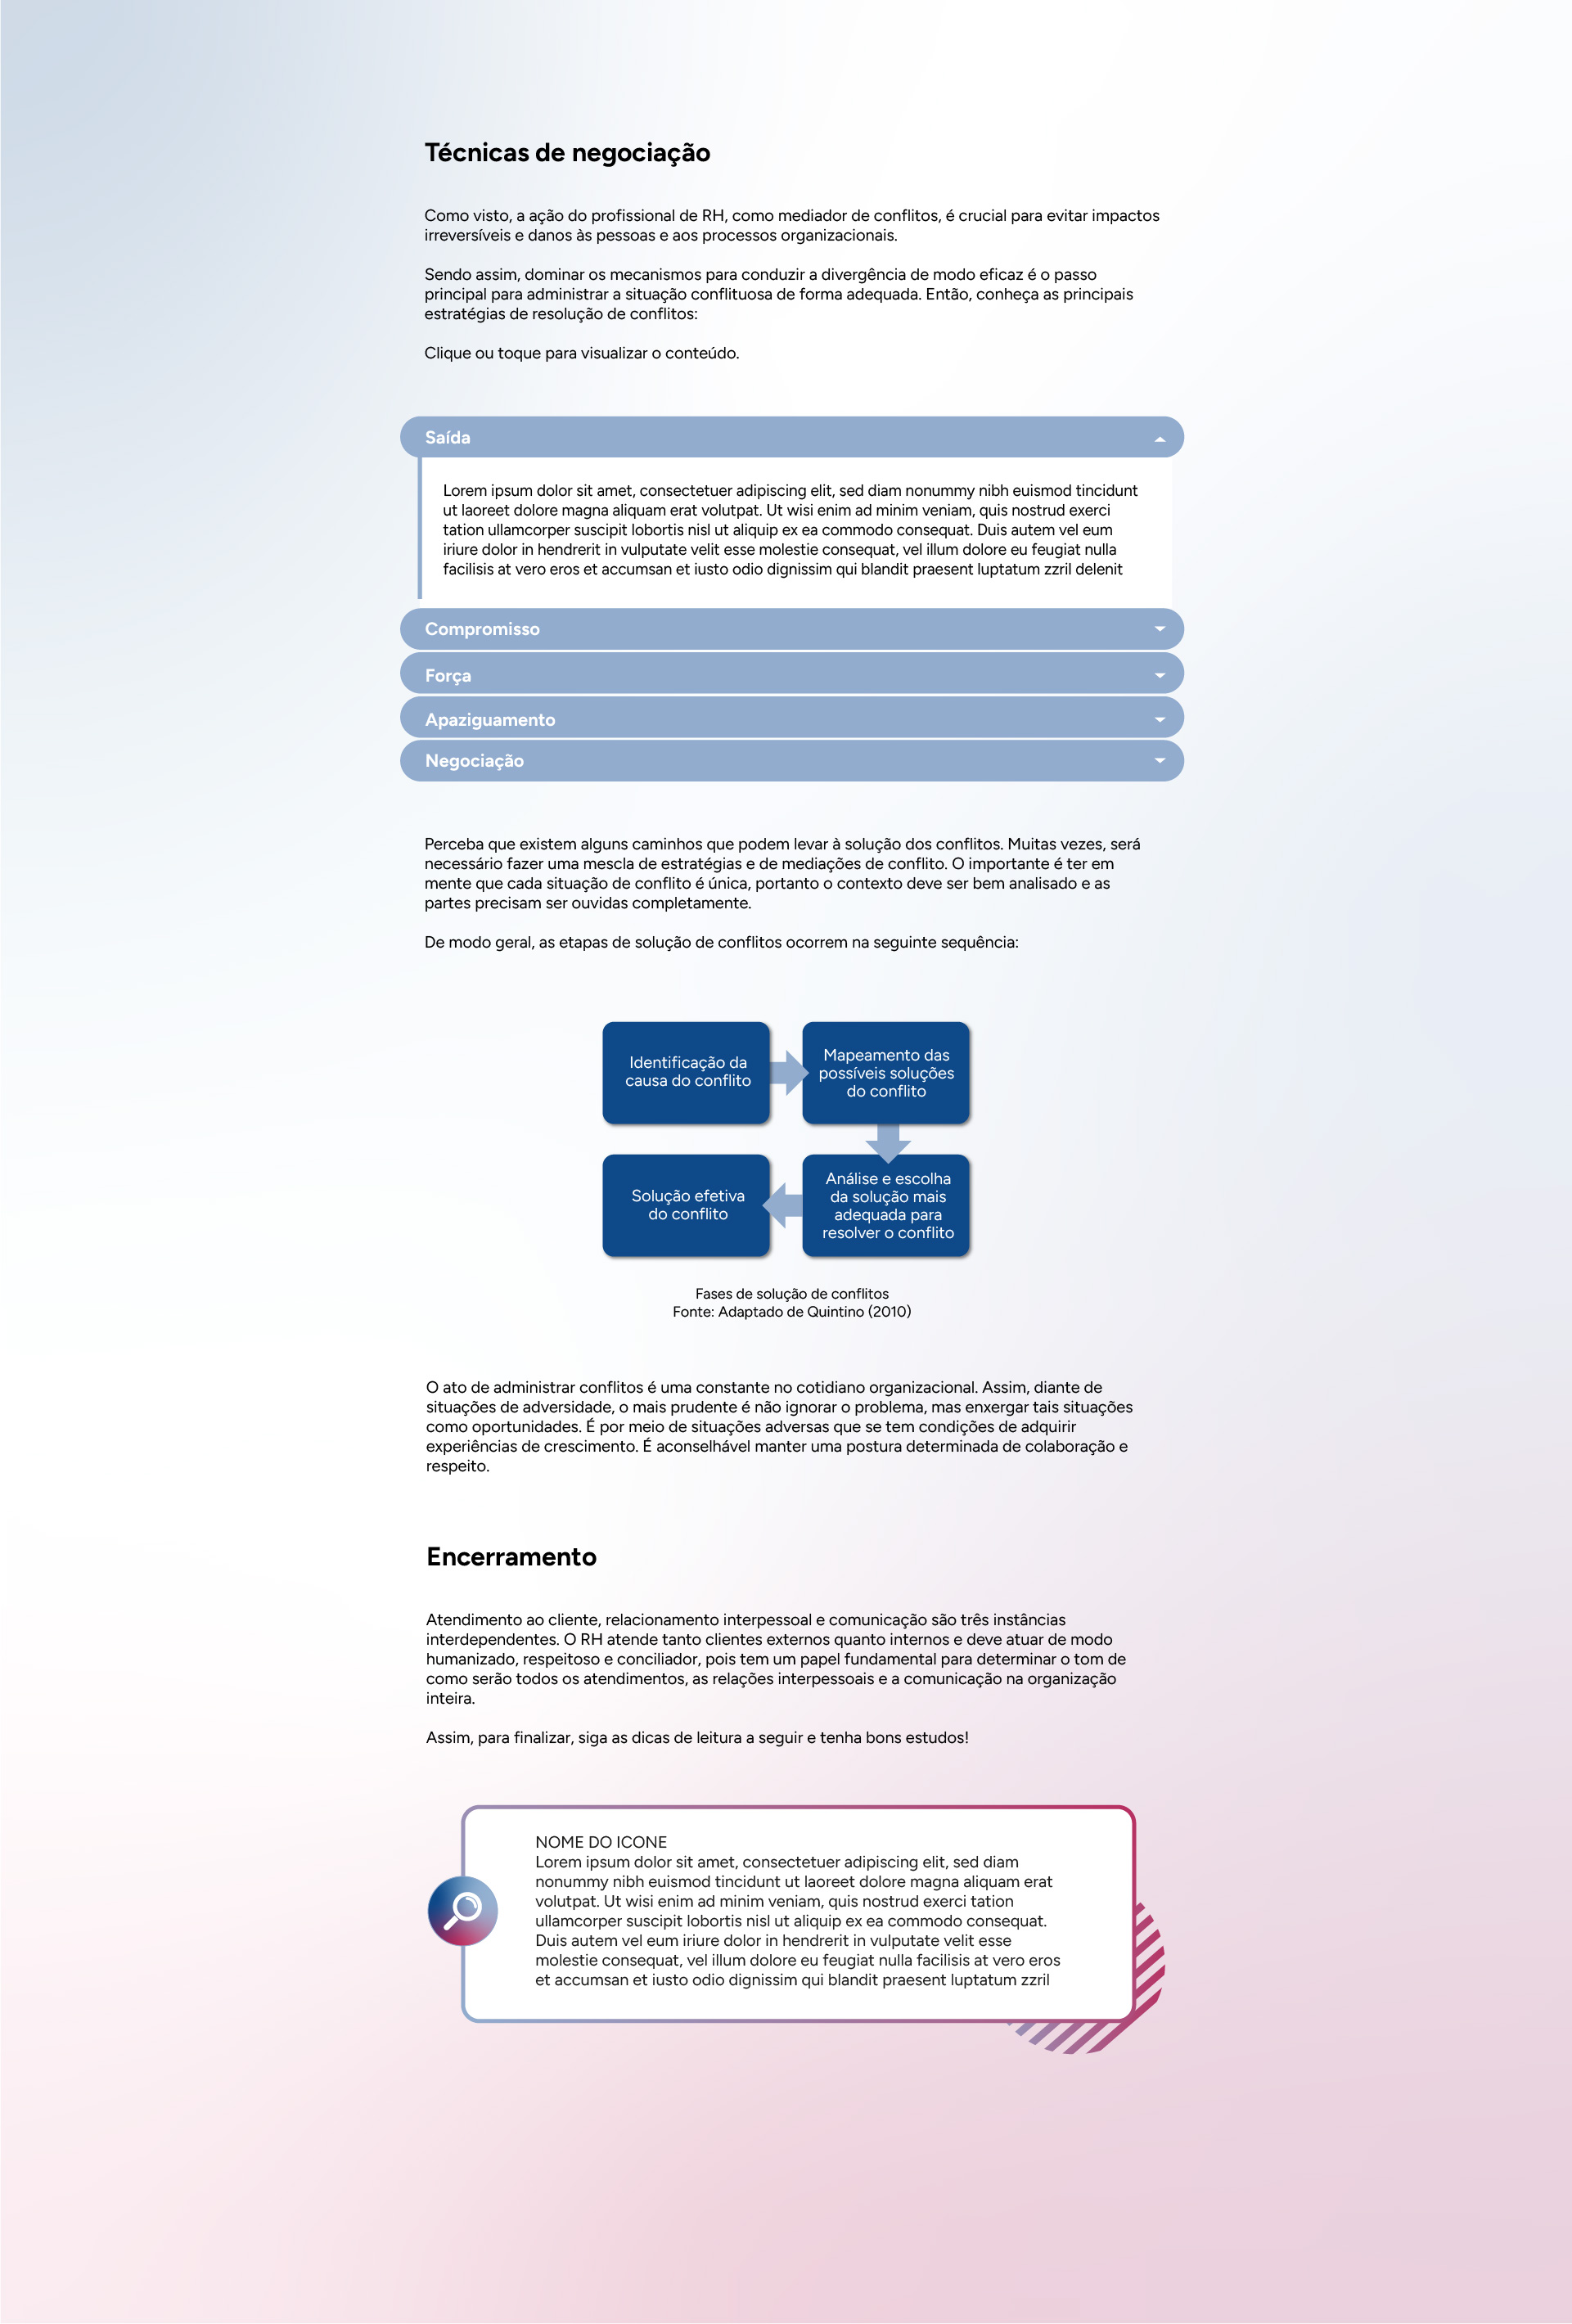 Técnicas de negociação
Como visto, a ação do profissional de RH, como mediador de conflitos, é crucial para evitar impactos
irreversíveis e danos às pessoas e aos processos organizacionais.
Sendo assim, dominar os mecanismos para conduzir a divergência de modo eficaz é o passo
principal para administrar a situação conflituosa de forma adequada. Então, conheça as principais
estratégias de resolução de conflitos:
Clique ou toque para visualizar o conteúdo.
Saída
Lorem ipsum dolor sit amet, consectetuer adipiscing elit, sed diam nonummy nibh euismod tincidunt
ut laoreet dolore magna aliquam erat volutpat. Ut wisi enim ad minim veniam, quis nostrud exerci
tation ullamcorper suscipit lobortis nisl ut aliquip ex ea commodo consequat. Duis autem vel eum
iriure dolor in hendrerit in vulputate velit esse molestie consequat, vel illum dolore eu feugiat nulla
facilisis at vero eros et accumsan et iusto odio dignissim qui blandit praesent luptatum zzril delenit
Compromisso
Força
Apaziguamento
Negociação
Perceba que existem alguns caminhos que podem levar à solução dos conflitos. Muitas vezes, será
necessário fazer uma mescla de estratégias e de mediações de conflito. O importante é ter em
mente que cada situação de conflito é única, portanto o contexto deve ser bem analisado e as
partes precisam ser ouvidas completamente.
De modo geral, as etapas de solução de conflitos ocorrem na seguinte sequência:
Identificação da
causa do conflito
Mapeamento das
possíveis soluções
do conflito
Análise e escolha
da solução mais
adequada para
resolver o conflito
Solução efetiva
do conflito
Fases de solução de conflitos
Fonte: Adaptado de Quintino (2010)
O ato de administrar conflitos é uma constante no cotidiano organizacional. Assim, diante de
situações de adversidade, o mais prudente é não ignorar o problema, mas enxergar tais situações
como oportunidades. É por meio de situações adversas que se tem condições de adquirir
experiências de crescimento. É aconselhável manter uma postura determinada de colaboração e
respeito.
Encerramento
Atendimento ao cliente, relacionamento interpessoal e comunicação são três instâncias
interdependentes. O RH atende tanto clientes externos quanto internos e deve atuar de modo
humanizado, respeitoso e conciliador, pois tem um papel fundamental para determinar o tom de
como serão todos os atendimentos, as relações interpessoais e a comunicação na organização
inteira.
Assim, para finalizar, siga as dicas de leitura a seguir e tenha bons estudos!
NOME DO ICONE
Lorem ipsum dolor sit amet, consectetuer adipiscing elit, sed diam
nonummy nibh euismod tincidunt ut laoreet dolore magna aliquam erat
volutpat. Ut wisi enim ad minim veniam, quis nostrud exerci tation
ullamcorper suscipit lobortis nisl ut aliquip ex ea commodo consequat.
Duis autem vel eum iriure dolor in hendrerit in vulputate velit esse
molestie consequat, vel illum dolore eu feugiat nulla facilisis at vero eros
et accumsan et iusto odio dignissim qui blandit praesent luptatum zzril